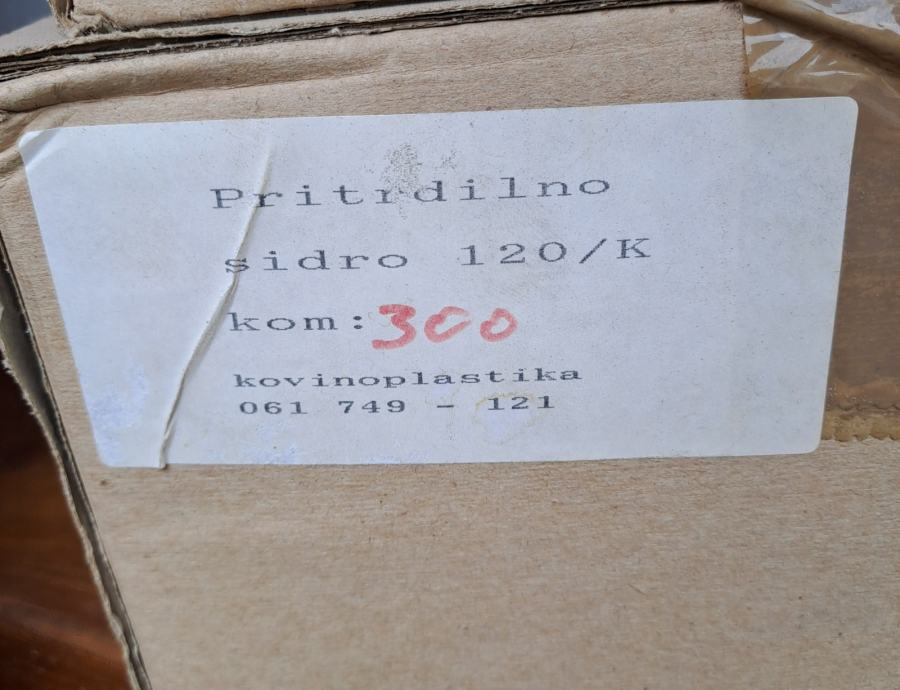 Pritrdilno
sidro 120/K
kom: 300
kovinoplastika
061 749 - 121